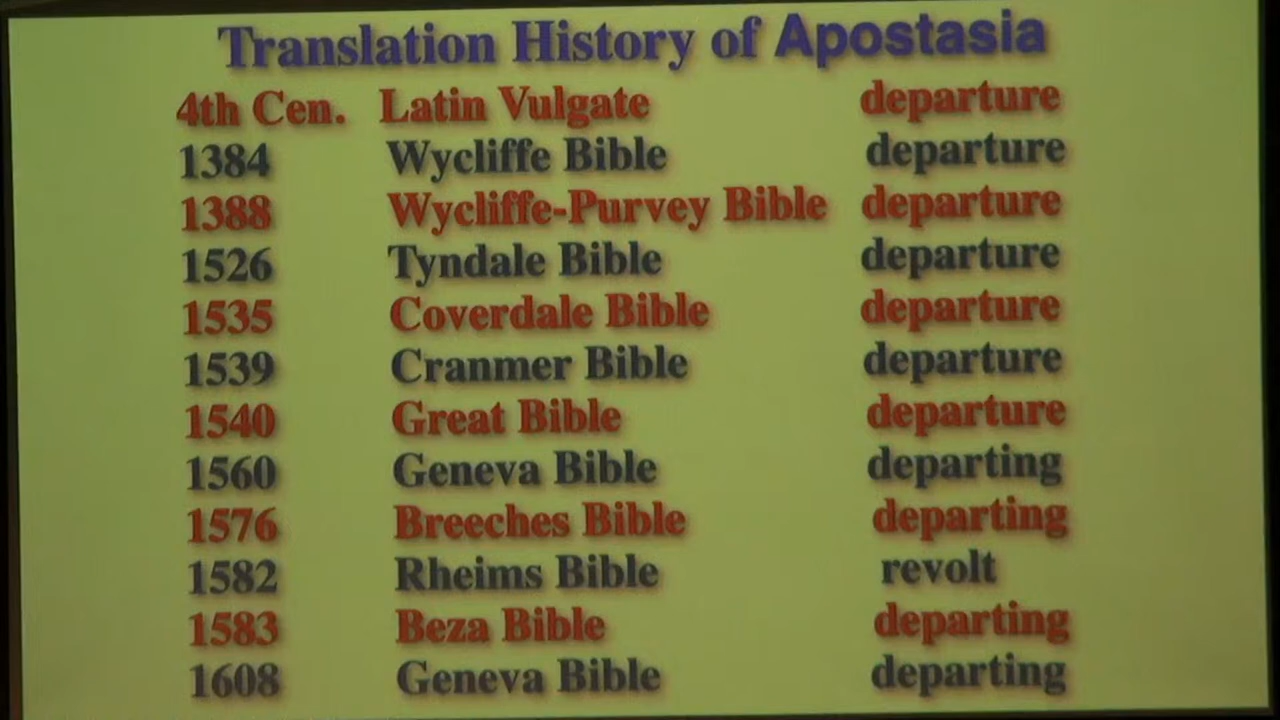 Translation History of Apostasia
4th Cen. Latin Vulgate departure
1384 Wycliffe Bible departure
1388 Wycliffe-Purvey Bible departure
1526 Tyndale Bible departure
1535 Coverdale Bible departure
1539 Cranmer Bible departure
1540 Great Bible departure
1560 Geneva Bible departing
1576 Breeches Bible departing
1582 Rheims Bible revolt
1583 Beza Bible departing
1608 Geneva Bible departing